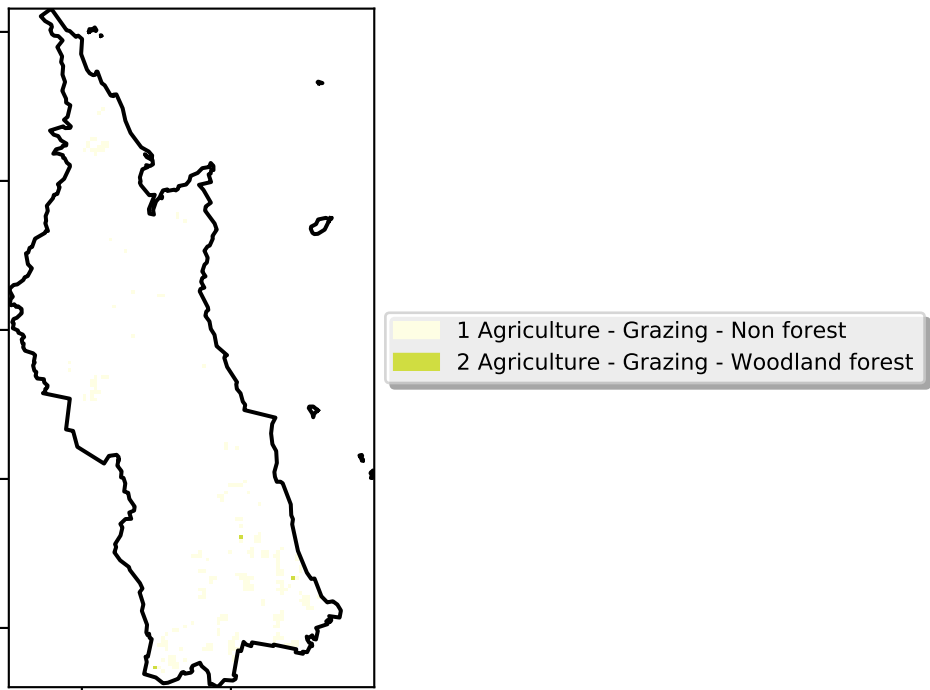 1 Agriculture - Grazing - Non forest
2 Agriculture - Grazing - Woodland forest